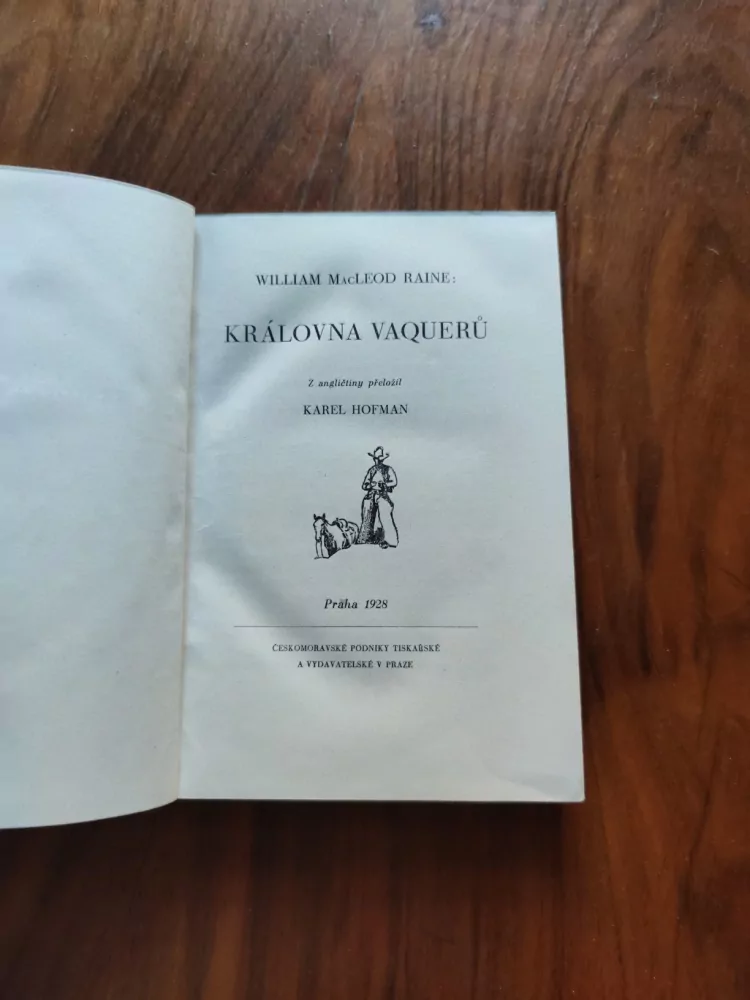 WILLIAM MacLEOD RAINE:
KRÁLOVNA VAQUERŮ
Z angličtiny přeložil
KAREL HOFMAN
Praha 1928
ČESKOMORAVSKÉ PODNIKY TISKAŘSKÉ
A VYDAVATELSKÉ V PRAZE